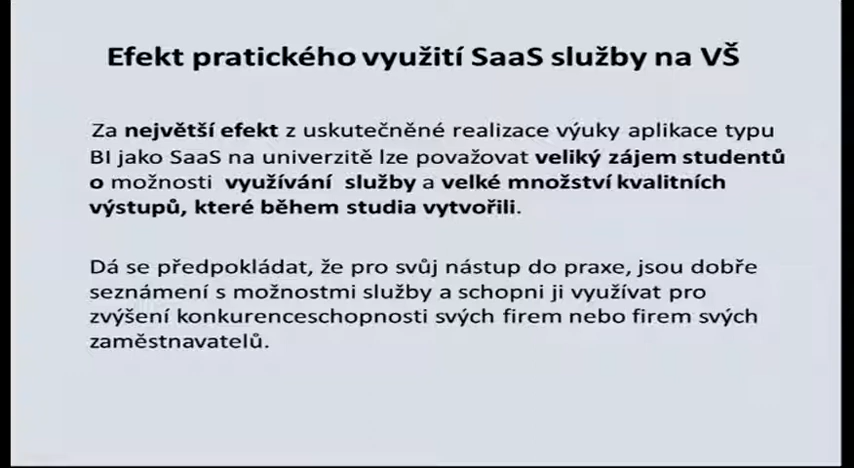 Efekt pratického využití SaaS služby na VŠ
Za největší efekt z uskutečněné realizace výuky aplikace typu
BI jako SaaS na univerzitě lze považovat veliký zájem studentů
o možnosti využívání služby a velké množství kvalitních
výstupů, které během studia vytvořili.
Dá se předpokládat, že pro svůj nástup do praxe, jsou dobře
seznámení s možnostmi služby a schopni ji využívat pro
zvýšení konkurenceschopnosti svých firem nebo firem svých
zaměstnavatelů.